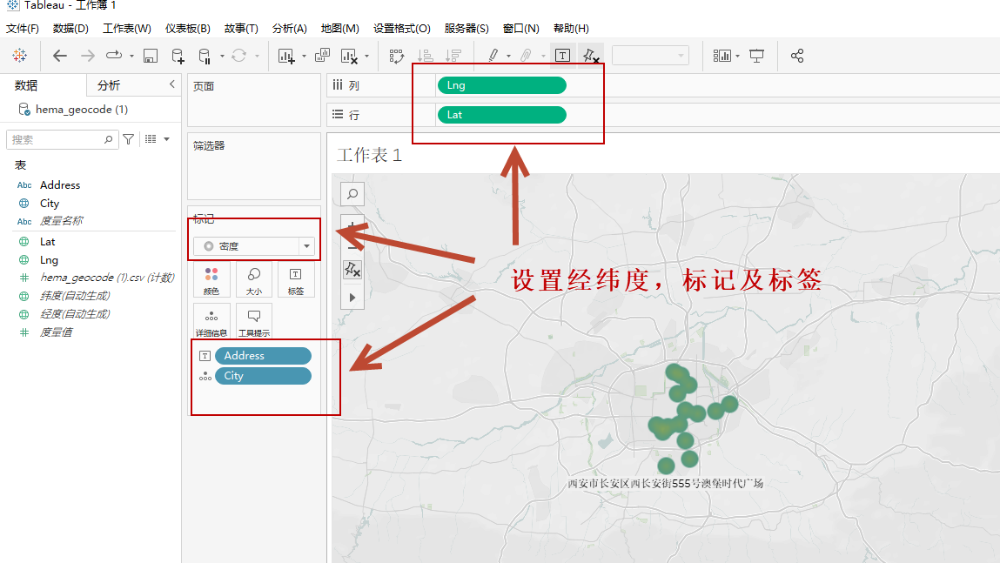 Tableau - 工作簿 1
文件(F) 数据(D) 工作表(W) 仪表板(B) 故事(T) 分析(A) 地图(M) 设置格式(O) 服务器(S) 窗口(N) 帮助(H)
数据 分析
hema_geocode (1)
搜索
表
Abc Address
City
Abc 度量名称
Lat
Lng
hema_geocode (1).csv (计数)
纬度(自动生成)
经度(自动生成)
度量值
页面
筛选器
标记
密度
颜色 大小 标签
详细信息 工具提示
Address
City
列 Lng
行 Lat
工作表 1
设置经纬度，标记及标签
西安市长安区西长安街555号澳堡时代广场